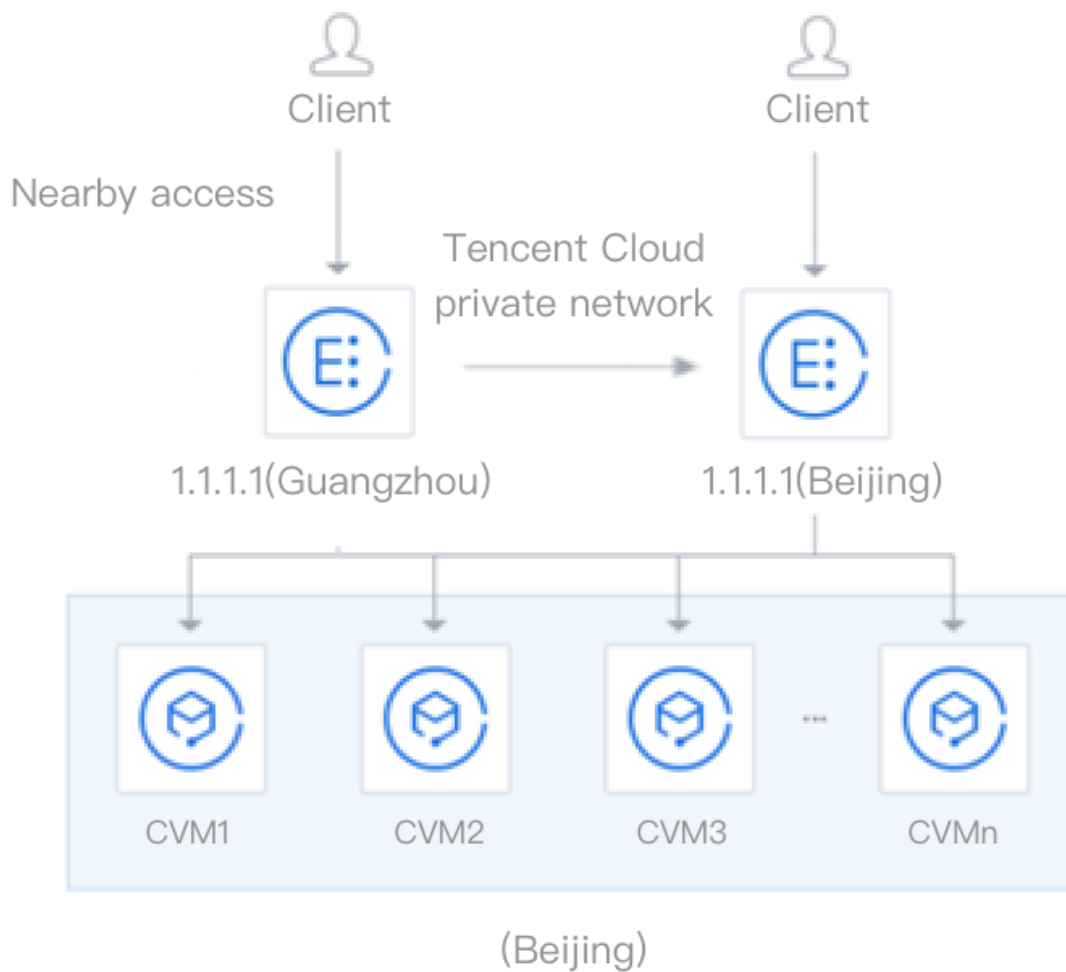 Client
Client
Nearby access
Tencent Cloud
private network
1.1.1.1(Guangzhou)
1.1.1.1(Beijing)
...
CVM1
CVM2
CVM3
CVMn
(Beijing)